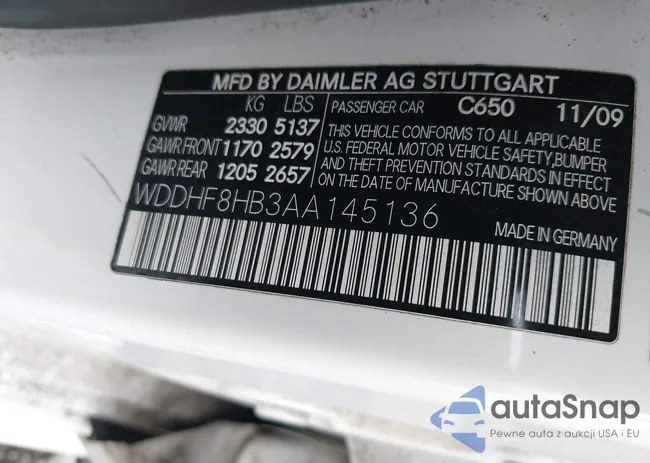 MFD BY DAIMLER AG STUTTGART
KG LBS
GVWR 2330 5137
GAWR FRONT 1170 2579
GAWR REAR 1205 2657
PASSENGER CAR C650 11/09
THIS VEHICLE CONFORMS TO ALL APPLICABLE
U.S. FEDERAL MOTOR VEHICLE SAFETY, BUMPER
AND THEFT PREVENTION STANDARDS IN EFFECT
ON THE DATE OF MANUFACTURE SHOWN ABOVE
WDDHF8HB3AA145136
MADE IN GERMANY
autaSnap
Pewne auta z aukcji USA i EU